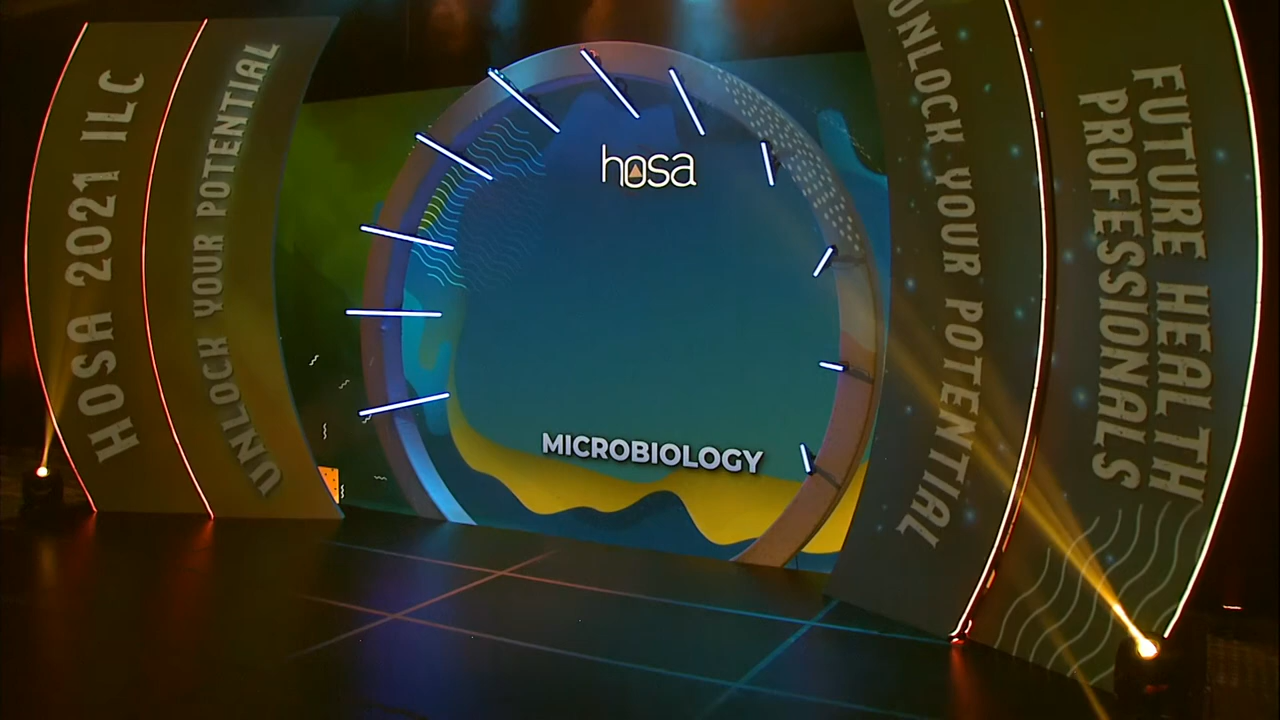 HOSA 2021 ILC
UNLOCK YOUR POTENTIAL
hosa
MICROBIOLOGY
UNLOCK YOUR POTENTIAL
FUTURE HEALTH
PROFESSIONALS